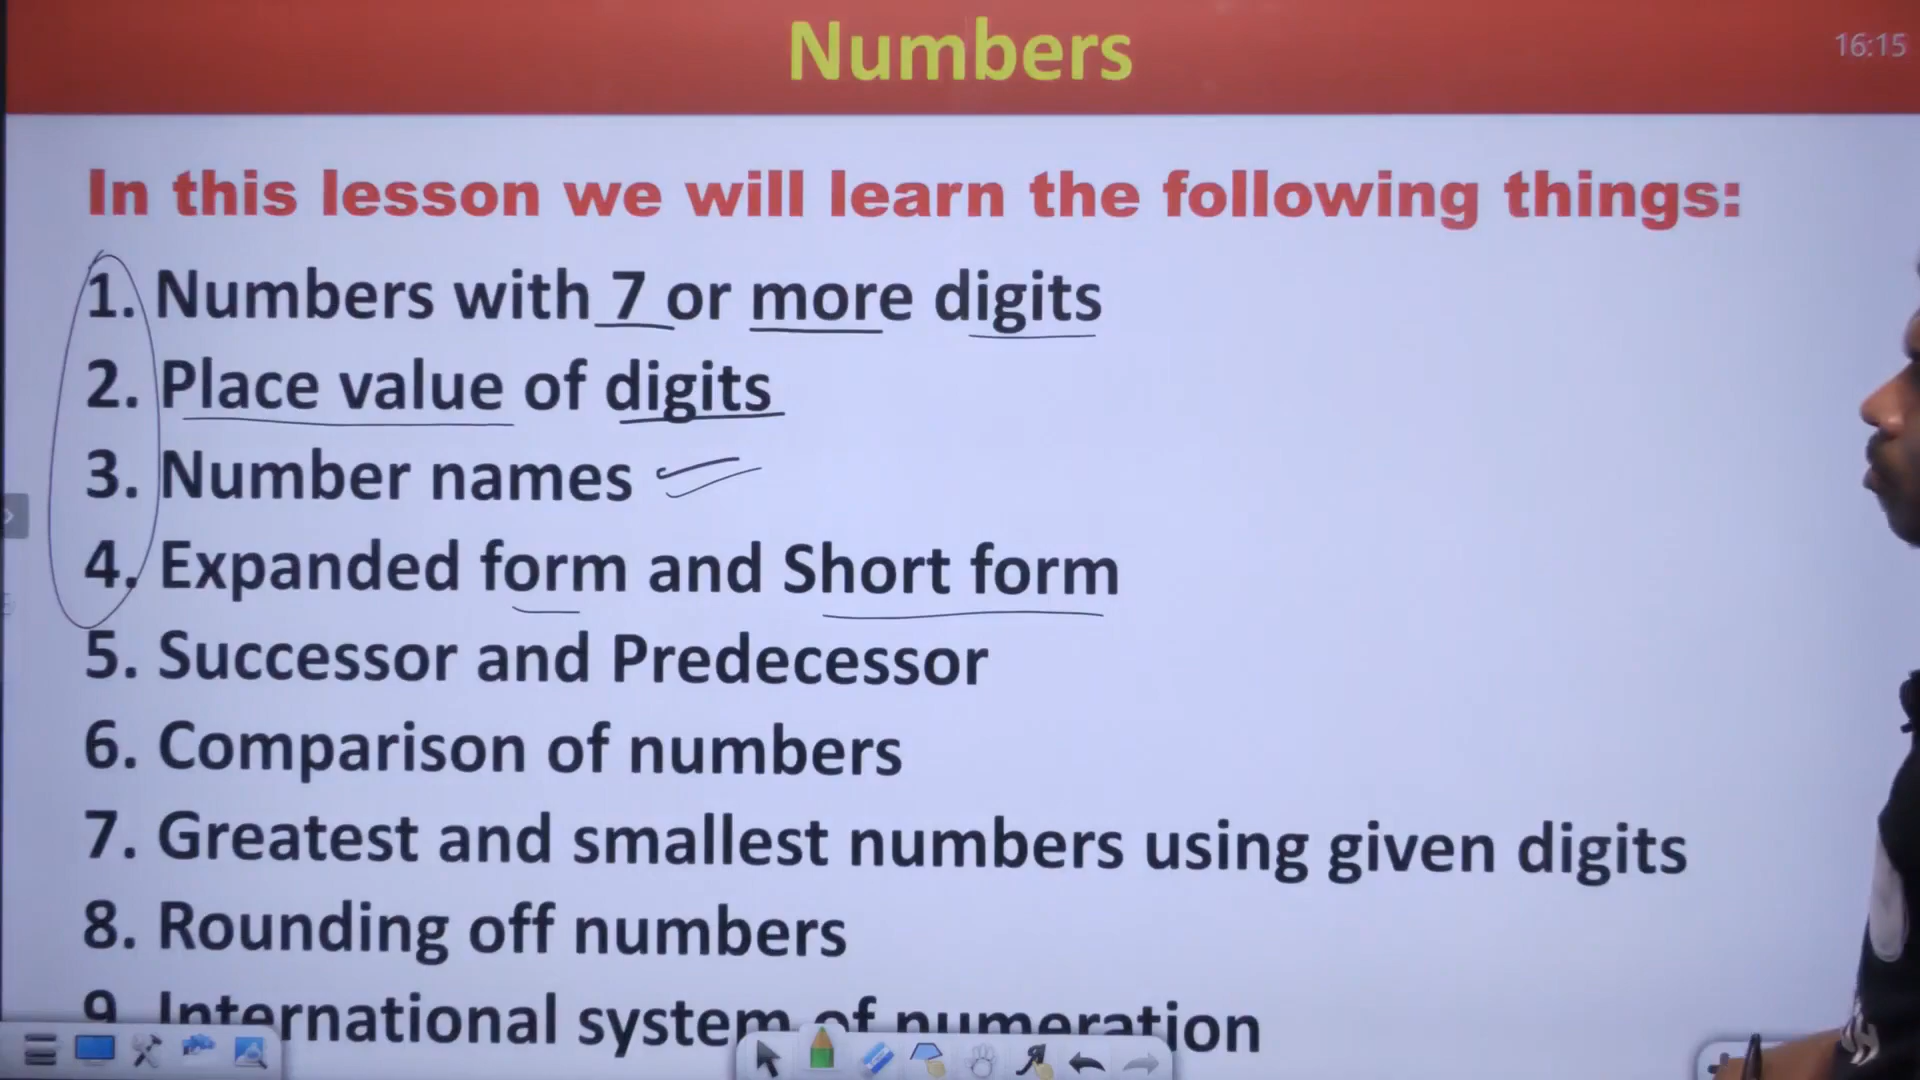 Numbers
16:15
In this lesson we will learn the following things:
1. Numbers with 7 or more digits
2. Place value of digits
3. Number names
4. Expanded form and Short form
5. Successor and Predecessor
6. Comparison of numbers
7. Greatest and smallest numbers using given digits
8. Rounding off numbers
9. International system of numeration